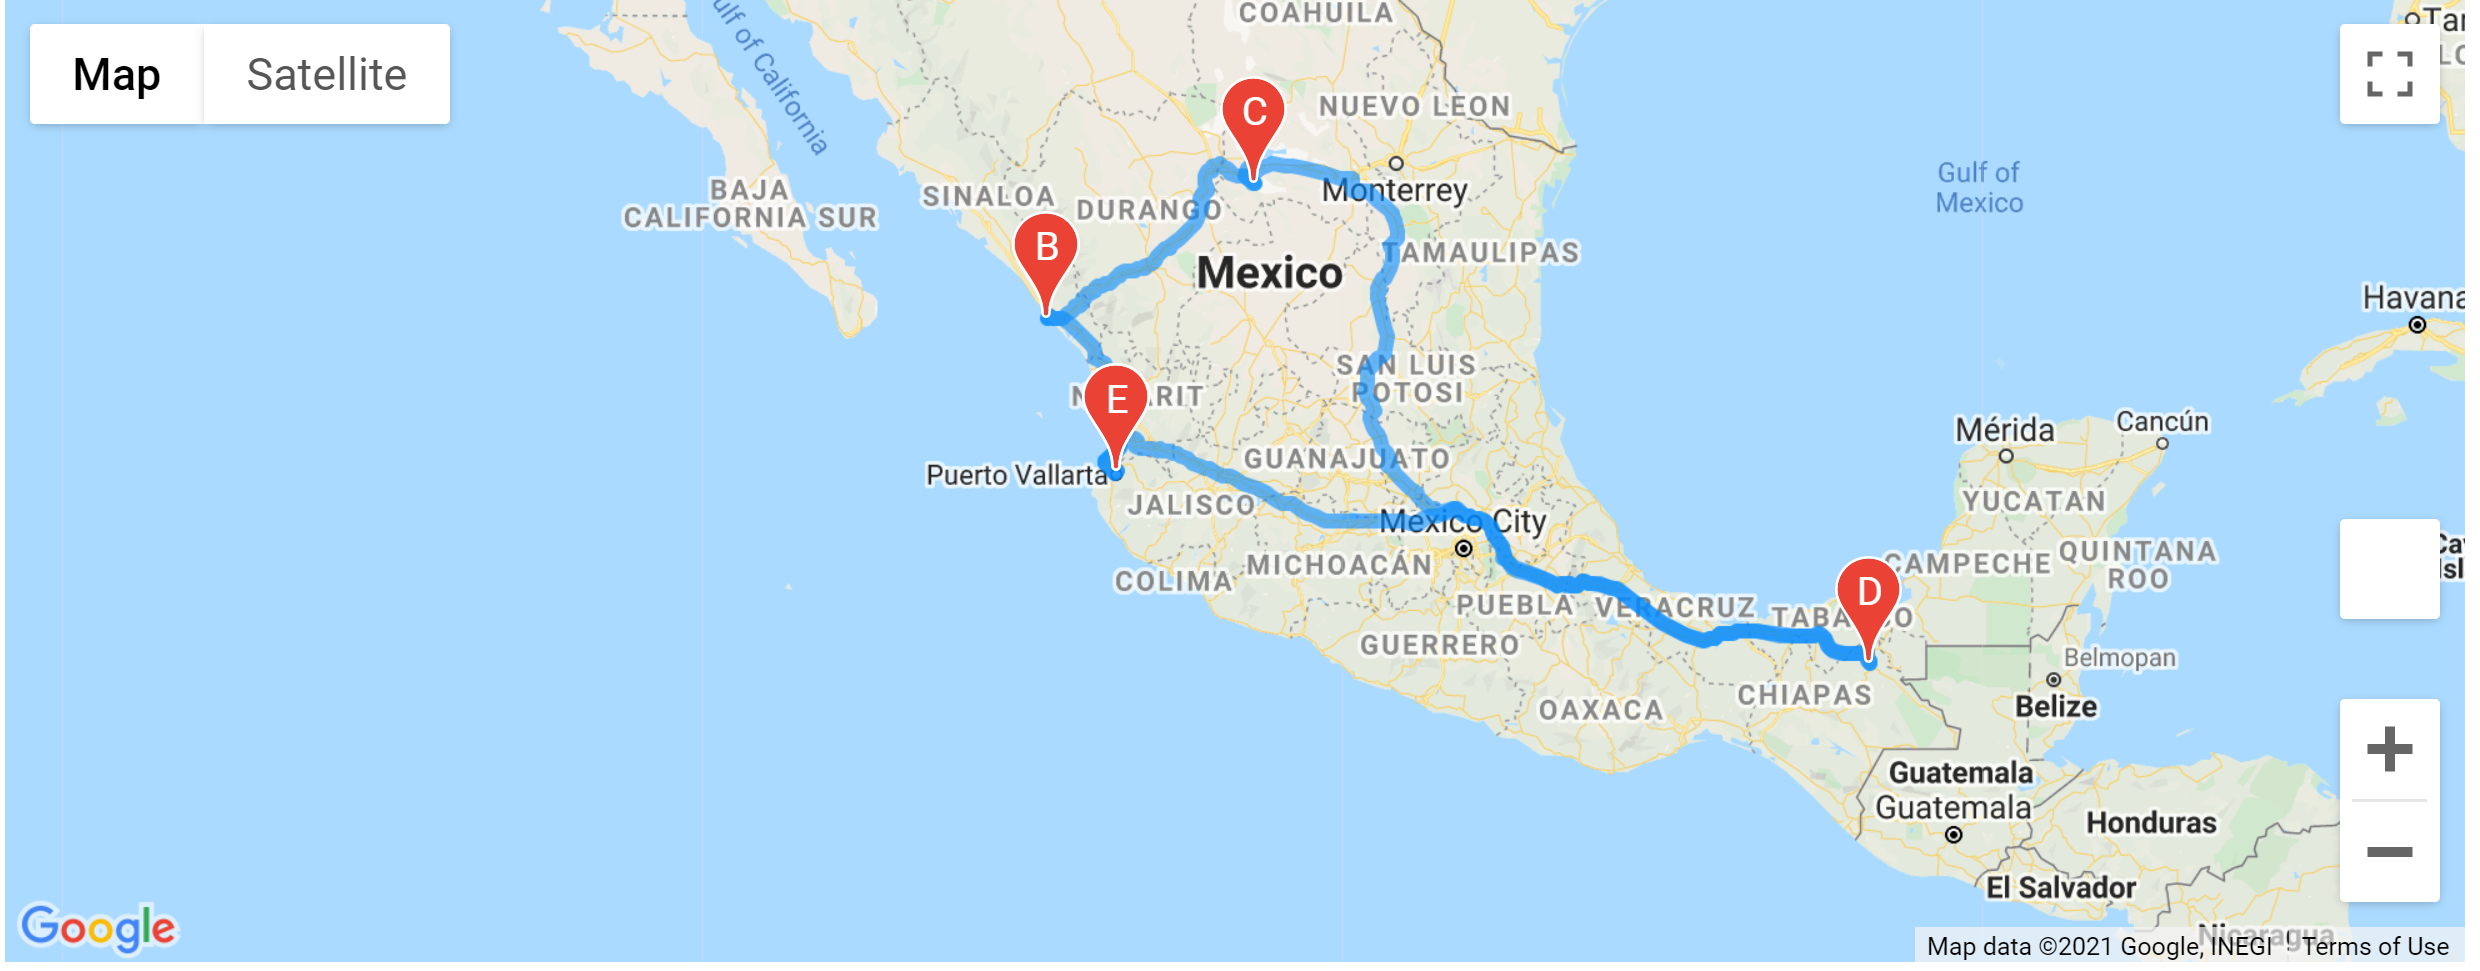 COAHUILA
Gulf of California
Map
Satellite
C
NUEVO LEON
Monterrey
Gulf of
Mexico
BAJA
CALIFORNIA SUR
SINALOA
DURANGO
B
TAMAULIPAS
Mexico
Havana
E
SAN LUIS
POTOSI
Mérida
Cancún
GUANAJUATO
Puerto Vallarta
JALISCO
YUCATAN
Mexico City
MICHOACÁN
COLIMA
CAMPECHE
QUINTANA
ROO
D
PUEBLA
VERACRUZ
GUERRERO
Belmopan
OAXACA
CHIAPAS
Belize
Guatemala
Guatemala
Honduras
El Salvador
Nicaragua
Google
Map data ©2021 Google, INEGI
Terms of Use